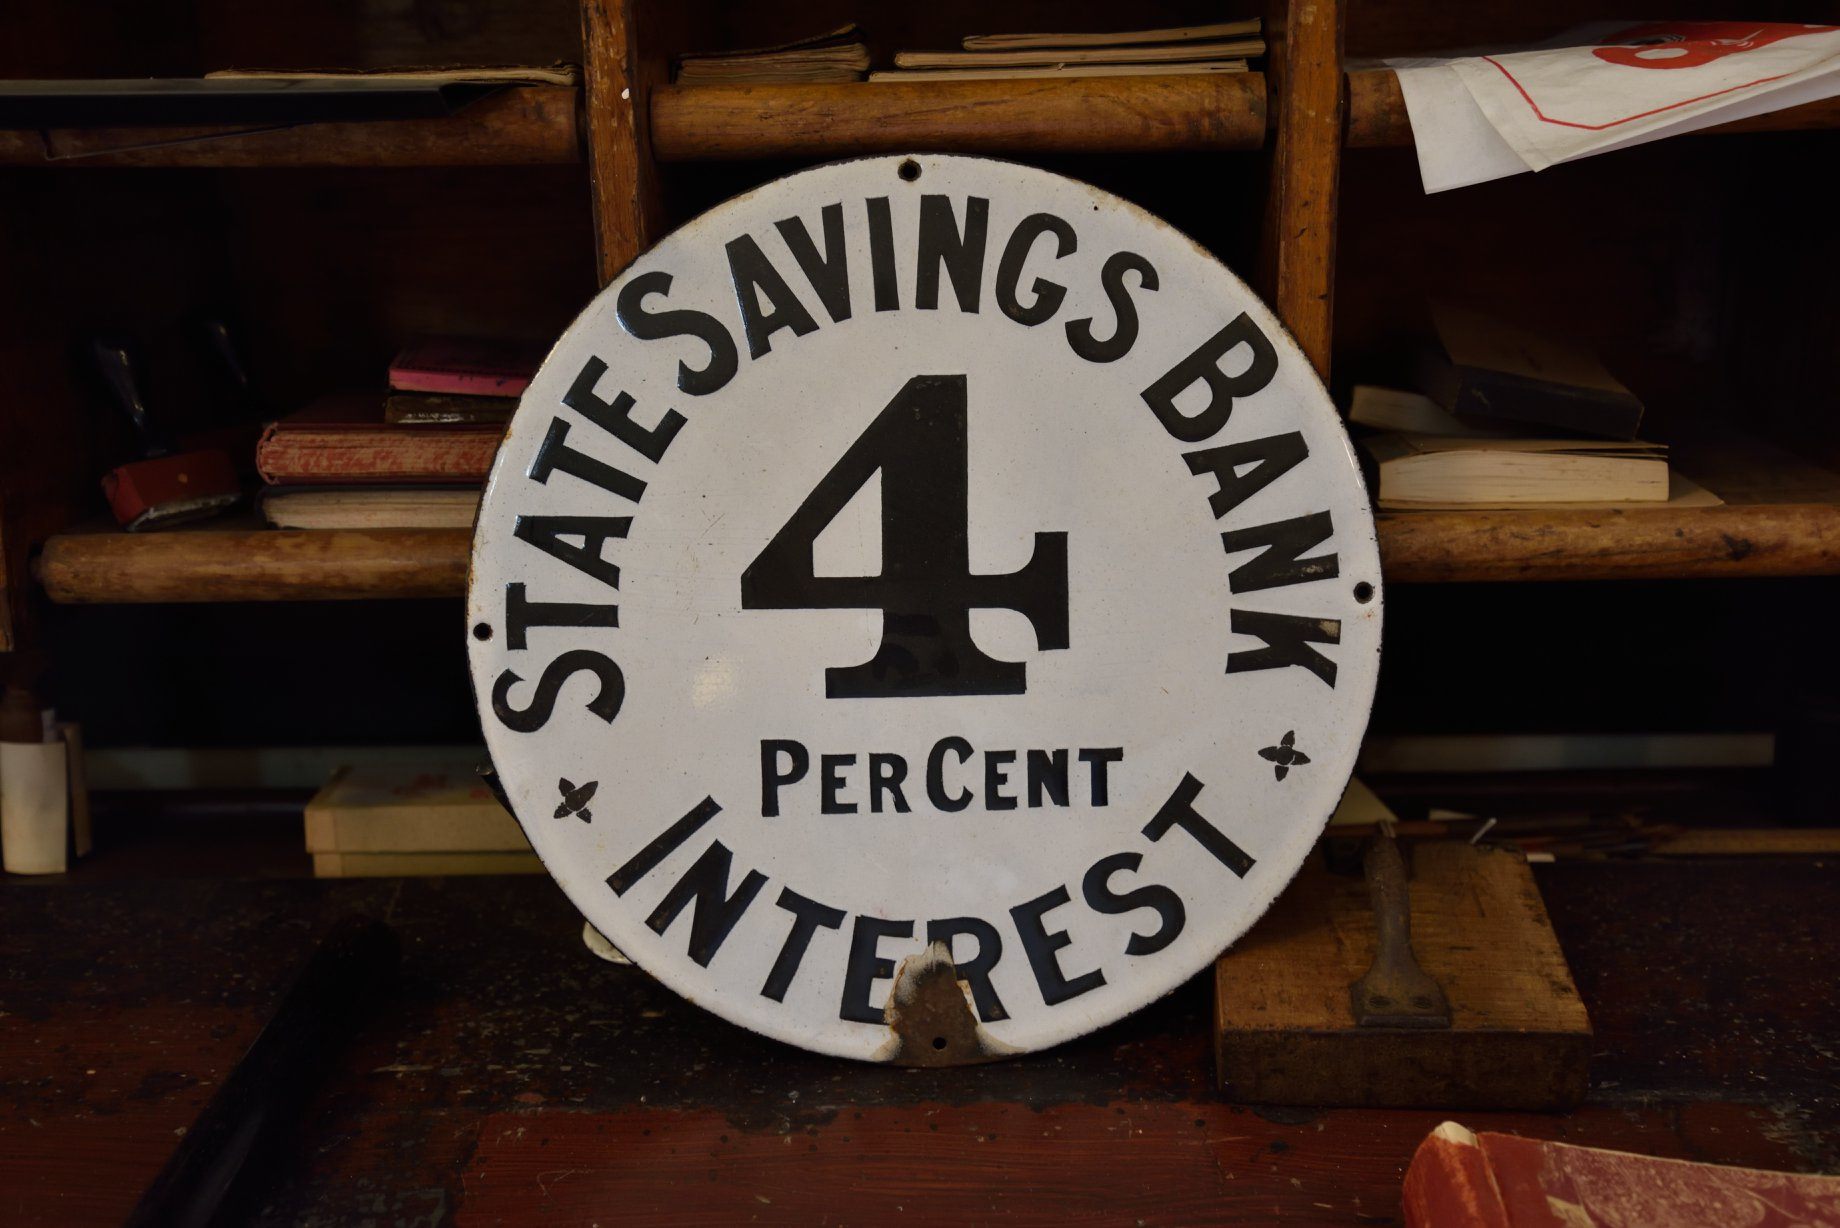 STATE SAVINGS BANK
4
PER CENT
INTEREST